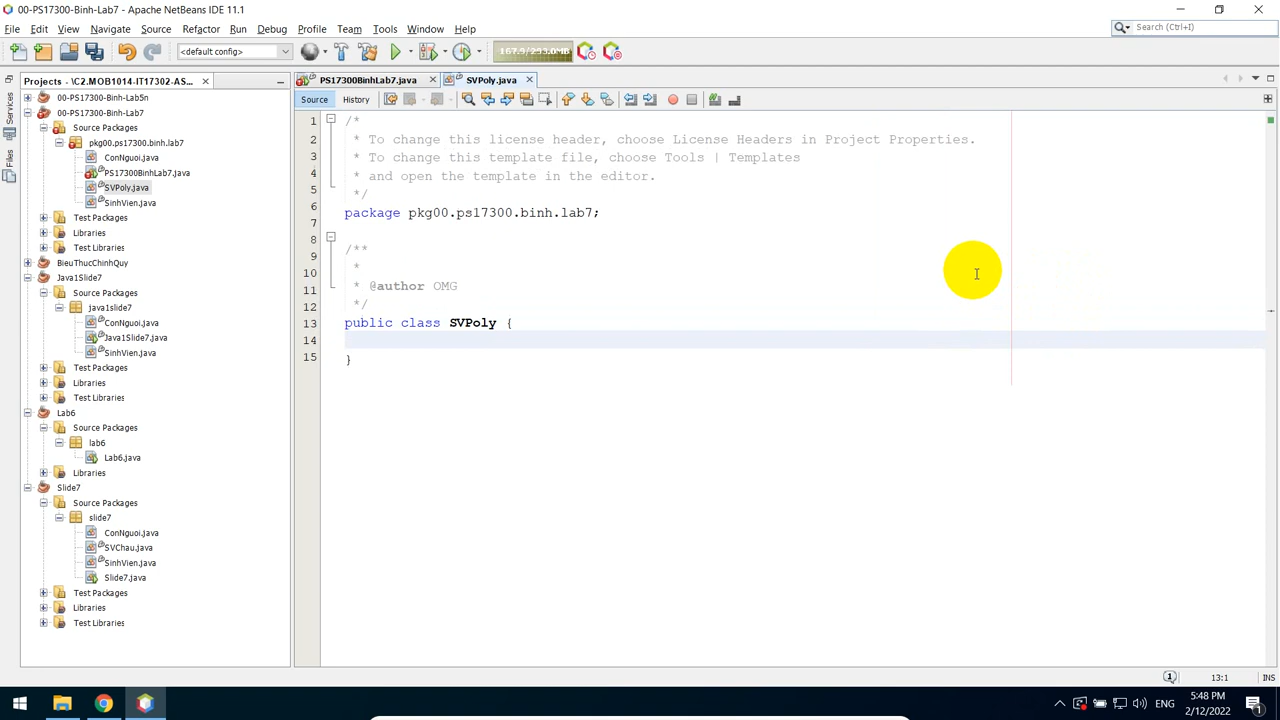 00-PS17300-Binh-Lab7 - Apache NetBeans IDE 11.1
File Edit View Navigate Source Refactor Run Debug Profile Team Tools Window Help
Search (Ctrl+I)
<default config>
167.9/293.0MB
Projects - \C2.MOB1014-IT17302-AS... ×
PS17300BinhLab7.java ×
SVPoly.java ×
Services
Files
Source History
00-PS17300-Binh-Lab5n
00-PS17300-Binh-Lab7
Source Packages
pkg00.ps17300.binh.lab7
ConNguoi.java
PS17300BinhLab7.java
SVPoly.java
SinhVien.java
Test Packages
Libraries
Test Libraries
BieuThucChinhQuy
Java1Slide7
Source Packages
java1slide7
ConNguoi.java
Java1Slide7.java
SinhVien.java
Test Packages
Libraries
Test Libraries
Lab6
Source Packages
lab6
Lab6.java
Libraries
Slide7
Source Packages
slide7
ConNguoi.java
SVChau.java
SinhVien.java
Slide7.java
Test Packages
Libraries
Test Libraries
1 /*
2 * To change this license header, choose License Headers in Project Properties.
3 * To change this template file, choose Tools | Templates
4 * and open the template in the editor.
5 */
6 package pkg00.ps17300.binh.lab7;
7
8 /**
9 *
10 * @author OMG
11 */
12 public class SVPoly {
13
14 }
15
13:1 INS
ENG
5:48 PM
2/12/2022
1